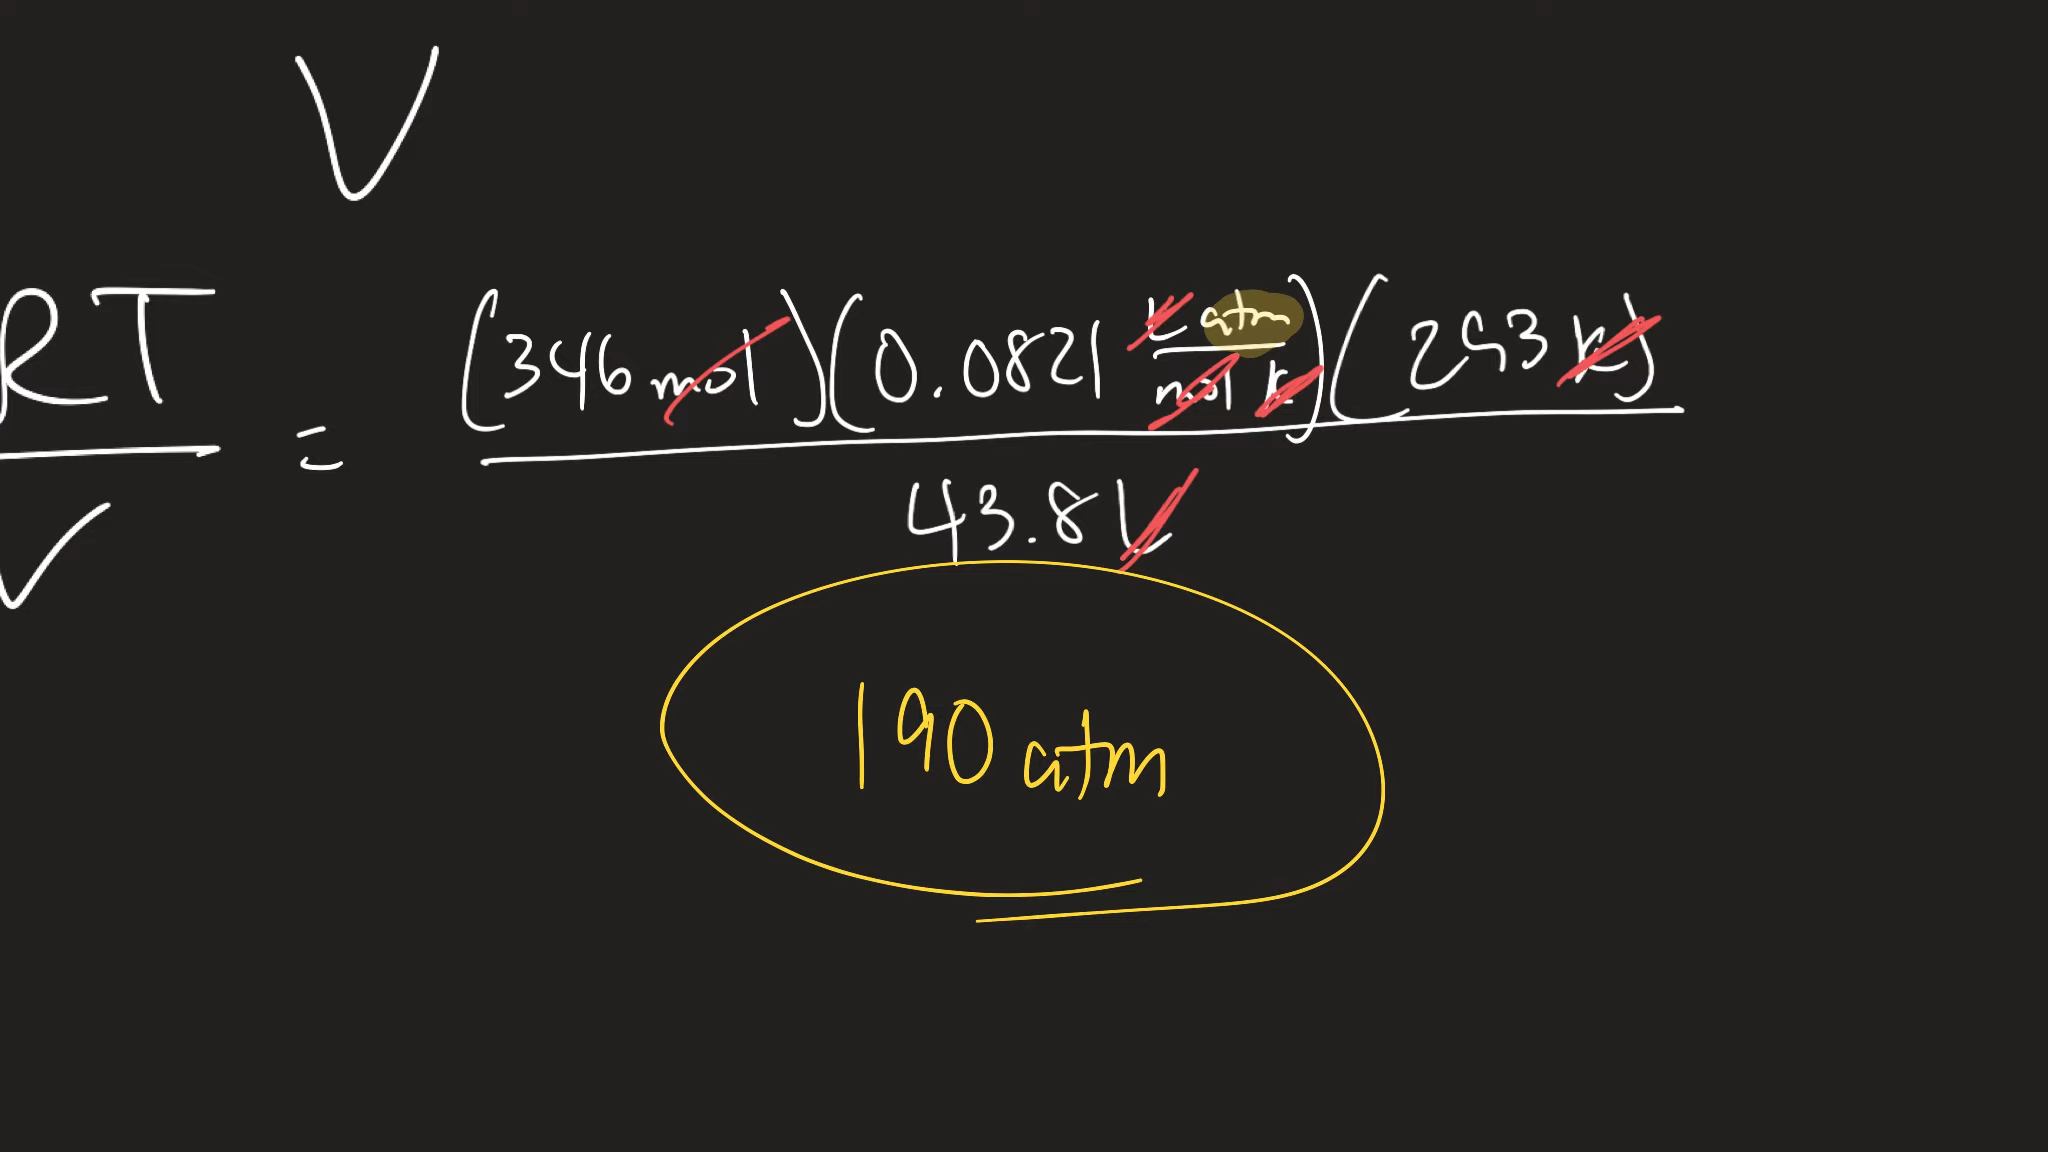 V
RT/V = (346 mol)(0.0821 L atm/mol K)(293 K)/43.8 L
190 atm